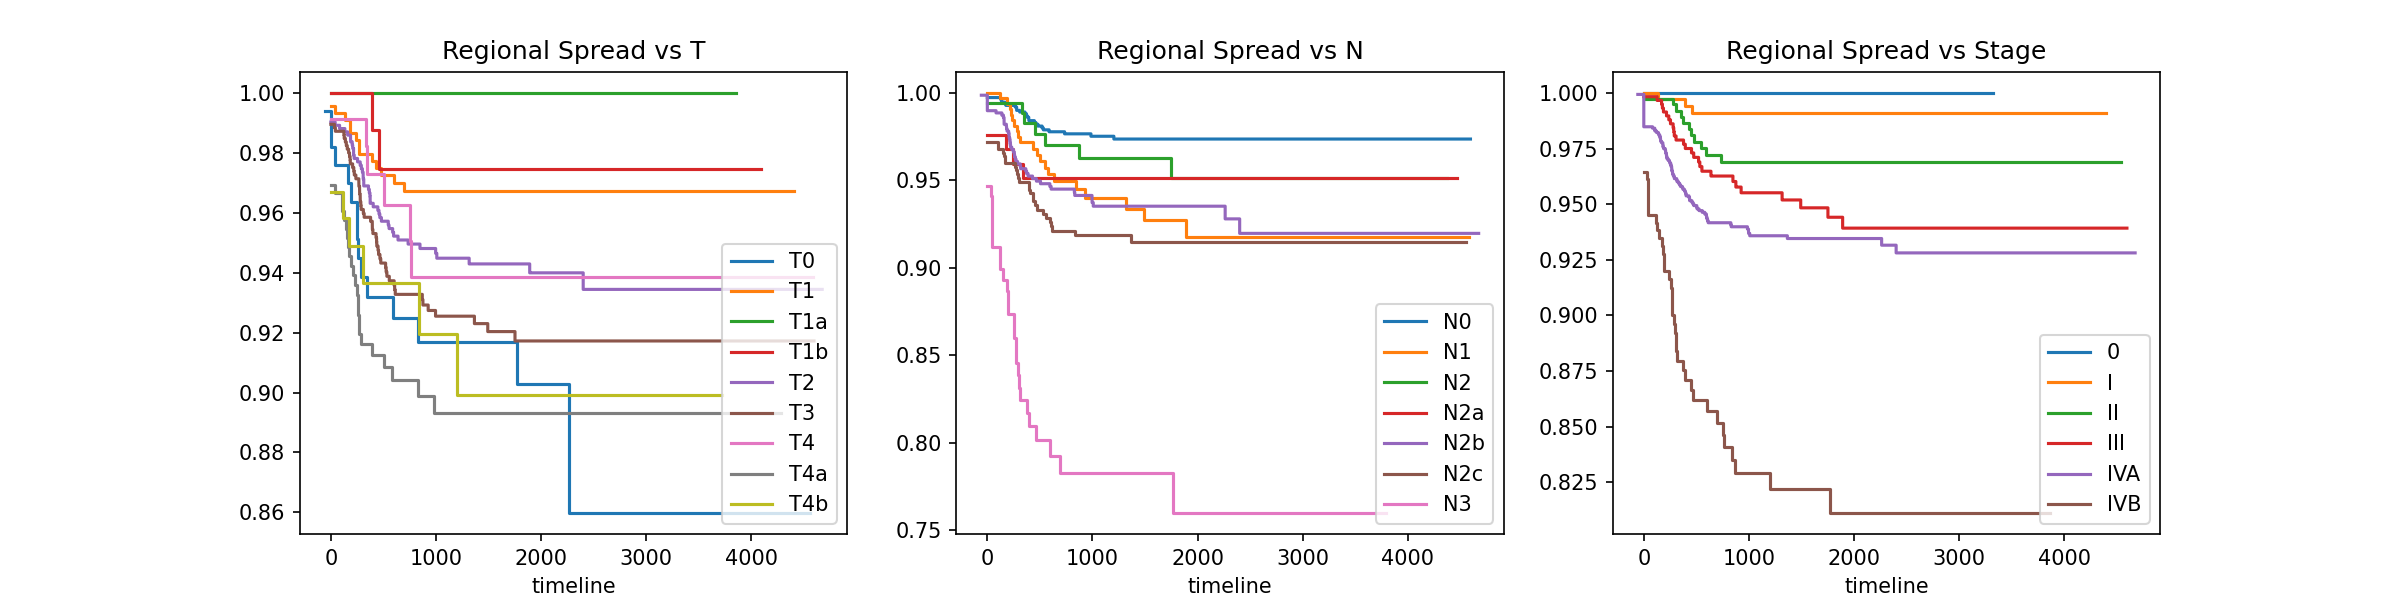 Regional Spread vs T
1.00
0.98
0.96
0.94
0.92
0.90
0.88
0.86
0
1000
2000
3000
4000
timeline
T0
T1
T1a
T1b
T2
T3
T4
T4a
T4b
Regional Spread vs N
1.00
0.95
0.90
0.85
0.80
0.75
0
1000
2000
3000
4000
timeline
N0
N1
N2
N2a
N2b
N2c
N3
Regional Spread vs Stage
1.000
0.975
0.950
0.925
0.900
0.875
0.850
0.825
0
1000
2000
3000
4000
timeline
0
I
II
III
IVA
IVB